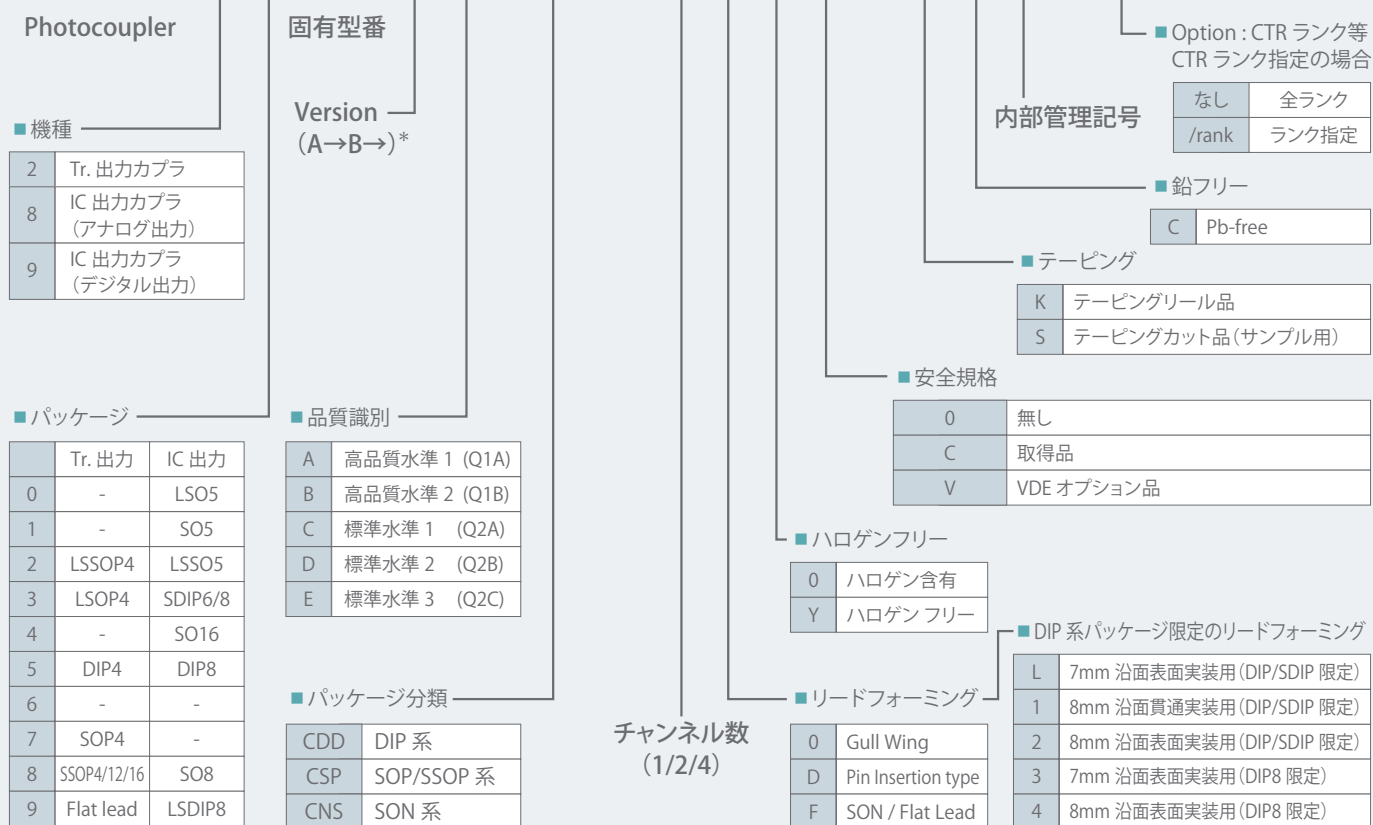 Photocoupler
固有型番
Version
（A→B→）*
■機種
2 Tr. 出力カプラ
8 IC 出力カプラ
（アナログ出力）
9 IC 出力カプラ
（デジタル出力）
■パッケージ
Tr. 出力 IC 出力
0 - LSO5
1 - SO5
2 LSSOP4 LSSO5
3 LSOP4 SDIP6/8
4 - SO16
5 DIP4 DIP8
6 - -
7 SOP4 -
8 SSOP4/12/16 SO8
9 Flat lead LSDIP8
■品質識別
A 高品質水準 1 (Q1A)
B 高品質水準 2 (Q1B)
C 標準水準 1 (Q2A)
D 標準水準 2 (Q2B)
E 標準水準 3 (Q2C)
■パッケージ分類
CDD DIP 系
CSP SOP/SSOP 系
CNS SON 系
チャンネル数
（1/2/4）
■リードフォーミング
0 Gull Wing
D Pin Insertion type
F SON / Flat Lead
■DIP 系パッケージ限定のリードフォーミング
L 7mm 沿面表面実装用（DIP/SDIP 限定）
1 8mm 沿面貫通実装用（DIP/SDIP 限定）
2 8mm 沿面表面実装用（DIP/SDIP 限定）
3 7mm 沿面表面実装用（DIP8 限定）
4 8mm 沿面表面実装用（DIP8 限定）
■ハロゲンフリー
0 ハロゲン含有
Y ハロゲン フリー
■安全規格
0 無し
C 取得品
V VDE オプション品
■テーピング
K テーピングリール品
S テーピングカット品（サンプル用）
■鉛フリー
C Pb-free
内部管理記号
■Option : CTR ランク等
CTR ランク指定の場合
なし 全ランク
/rank ランク指定